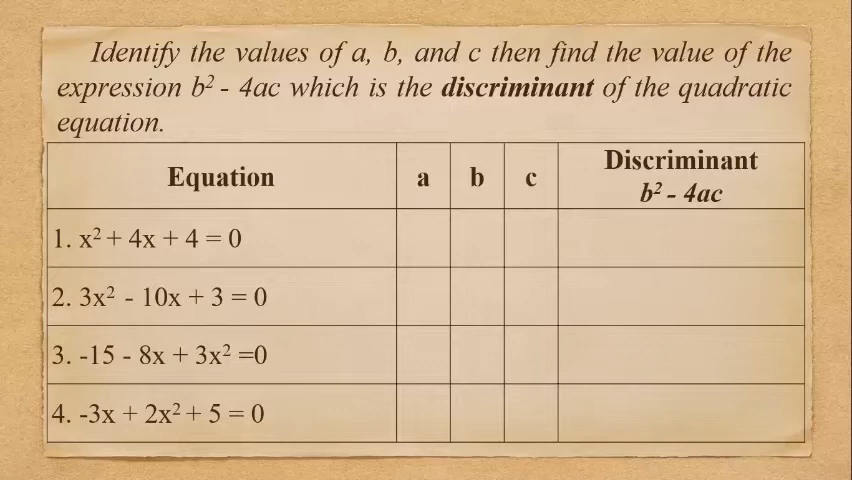 Identify the values of a, b, and c then find the value of the
expression b² - 4ac which is the discriminant of the quadratic
equation.
Equation a b c Discriminant
b² - 4ac
1. x² + 4x + 4 = 0
2. 3x² - 10x + 3 = 0
3. -15 - 8x + 3x² =0
4. -3x + 2x² + 5 = 0